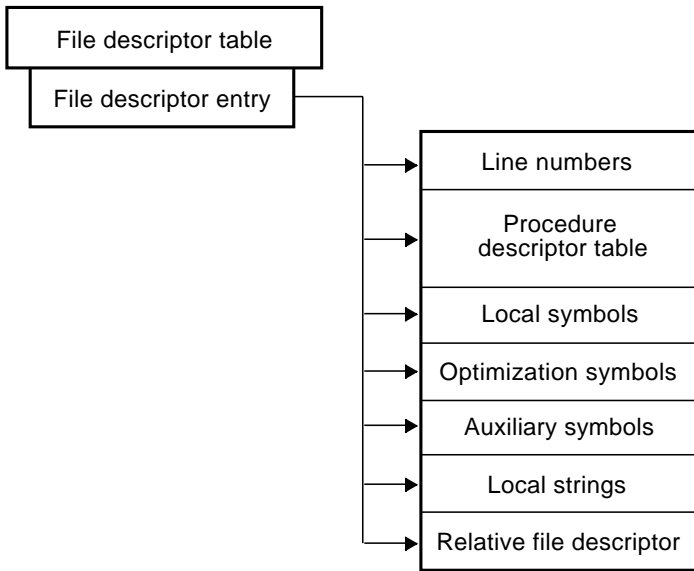 File descriptor table
File descriptor entry
Line numbers
Procedure
descriptor table
Local symbols
Optimization symbols
Auxiliary symbols
Local strings
Relative file descriptor